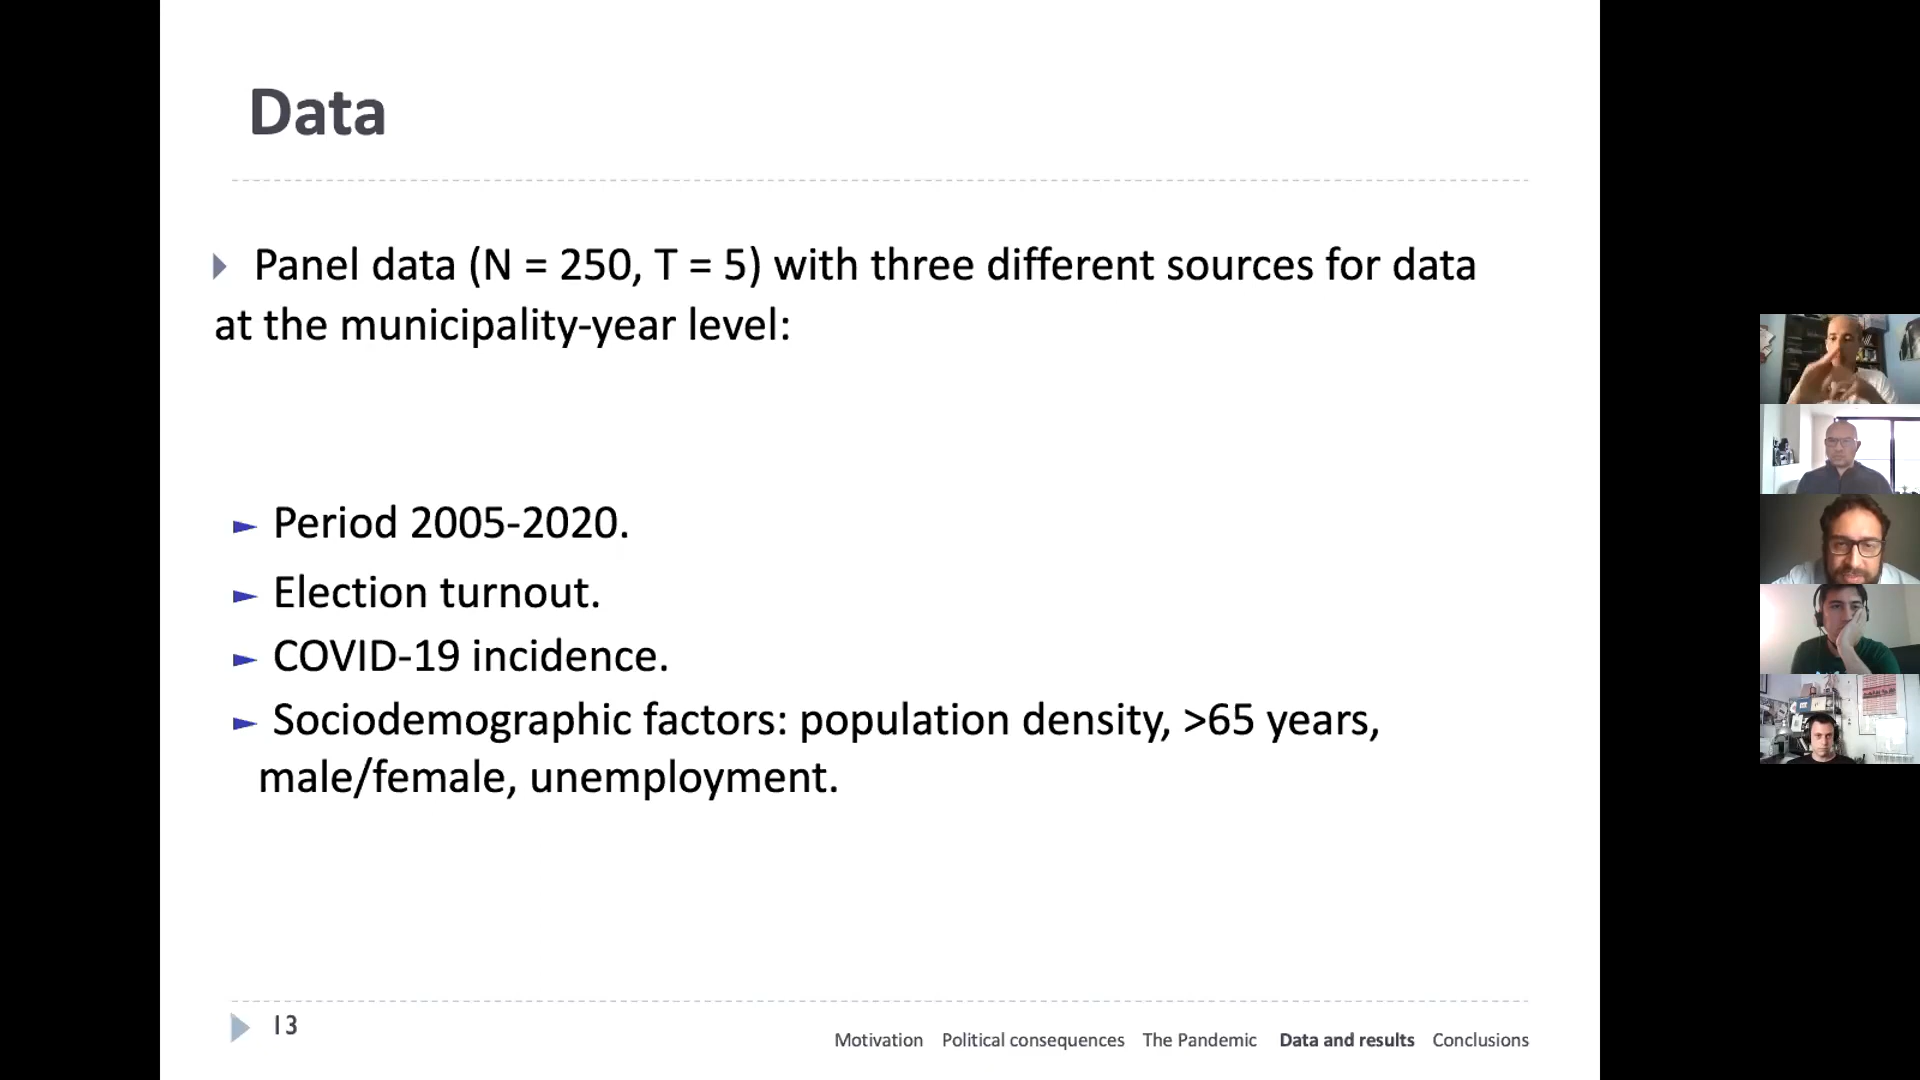 Data
Panel data (N = 250, T = 5) with three different sources for data
at the municipality-year level:
Period 2005-2020.
Election turnout.
COVID-19 incidence.
Sociodemographic factors: population density, >65 years,
male/female, unemployment.
13
Motivation Political consequences The Pandemic Data and results Conclusions